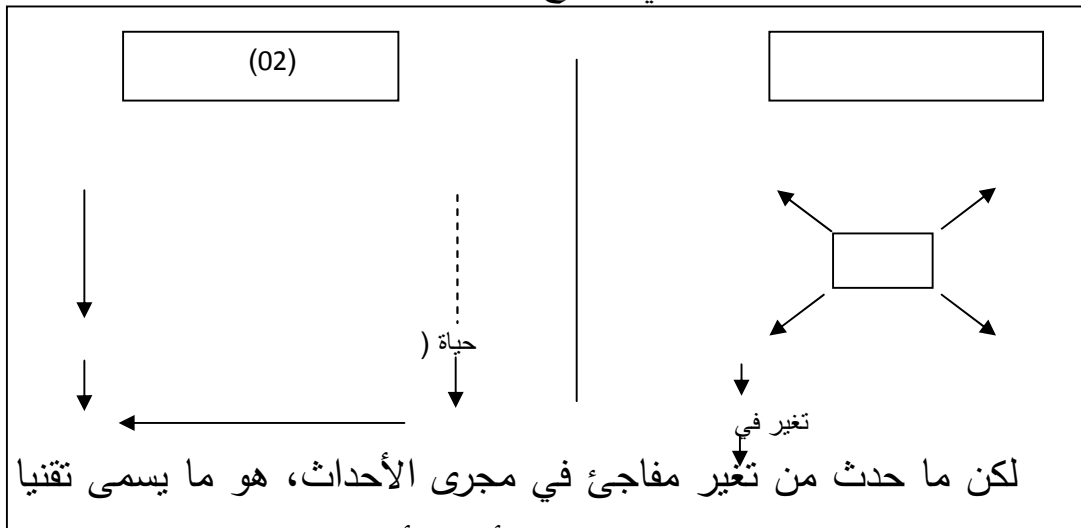 (02)
حياة (
تغير في
لكن ما حدث من تغير مفاجئ في مجرى الأحداث، هو ما يسمى تقنيا